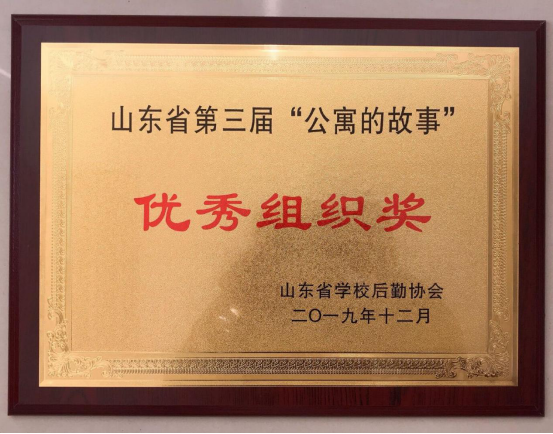 山东省第三届“公寓的故事”
优秀组织奖
山东省学校后勤协会
二〇一九年十二月